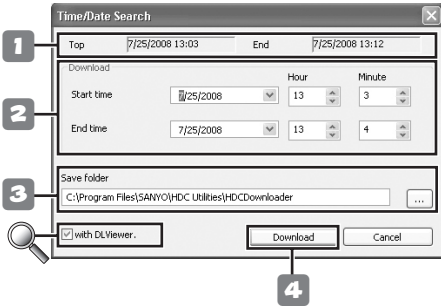 Time/Date Search
1
Top 7/25/2008 13:03 End 7/25/2008 13:12
2
Download
Hour Minute
Start time 7/25/2008 13 3
End time 7/25/2008 13 4
3
Save folder
C:\Program Files\SANYO\HDC Utilities\HDCDownloader ...
with DLViewer. Download Cancel
4